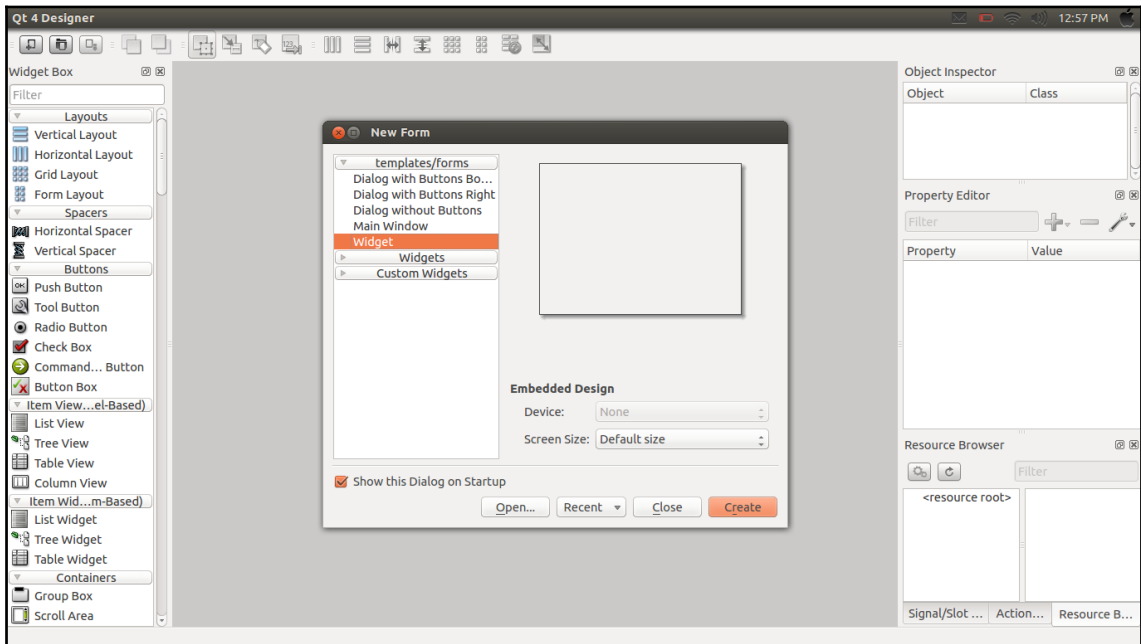 Qt 4 Designer
12:57 PM
Widget Box
Filter
Layouts
Vertical Layout
Horizontal Layout
Grid Layout
Form Layout
Spacers
Horizontal Spacer
Vertical Spacer
Buttons
OK Push Button
Tool Button
Radio Button
Check Box
Command... Button
Button Box
Item View...el-Based)
List View
Tree View
Table View
Column View
Item Wid...m-Based)
List Widget
Tree Widget
Table Widget
Containers
Group Box
Scroll Area
New Form
templates/forms
Dialog with Buttons Bo...
Dialog with Buttons Right
Dialog without Buttons
Main Window
Widget
Widgets
Custom Widgets
Embedded Design
Device: None
Screen Size: Default size
Show this Dialog on Startup
Open... Recent Close Create
Object Inspector
Object Class
Property Editor
Filter
Property Value
Resource Browser
Filter
<resource root>
Signal/Slot ... Action... Resource B...